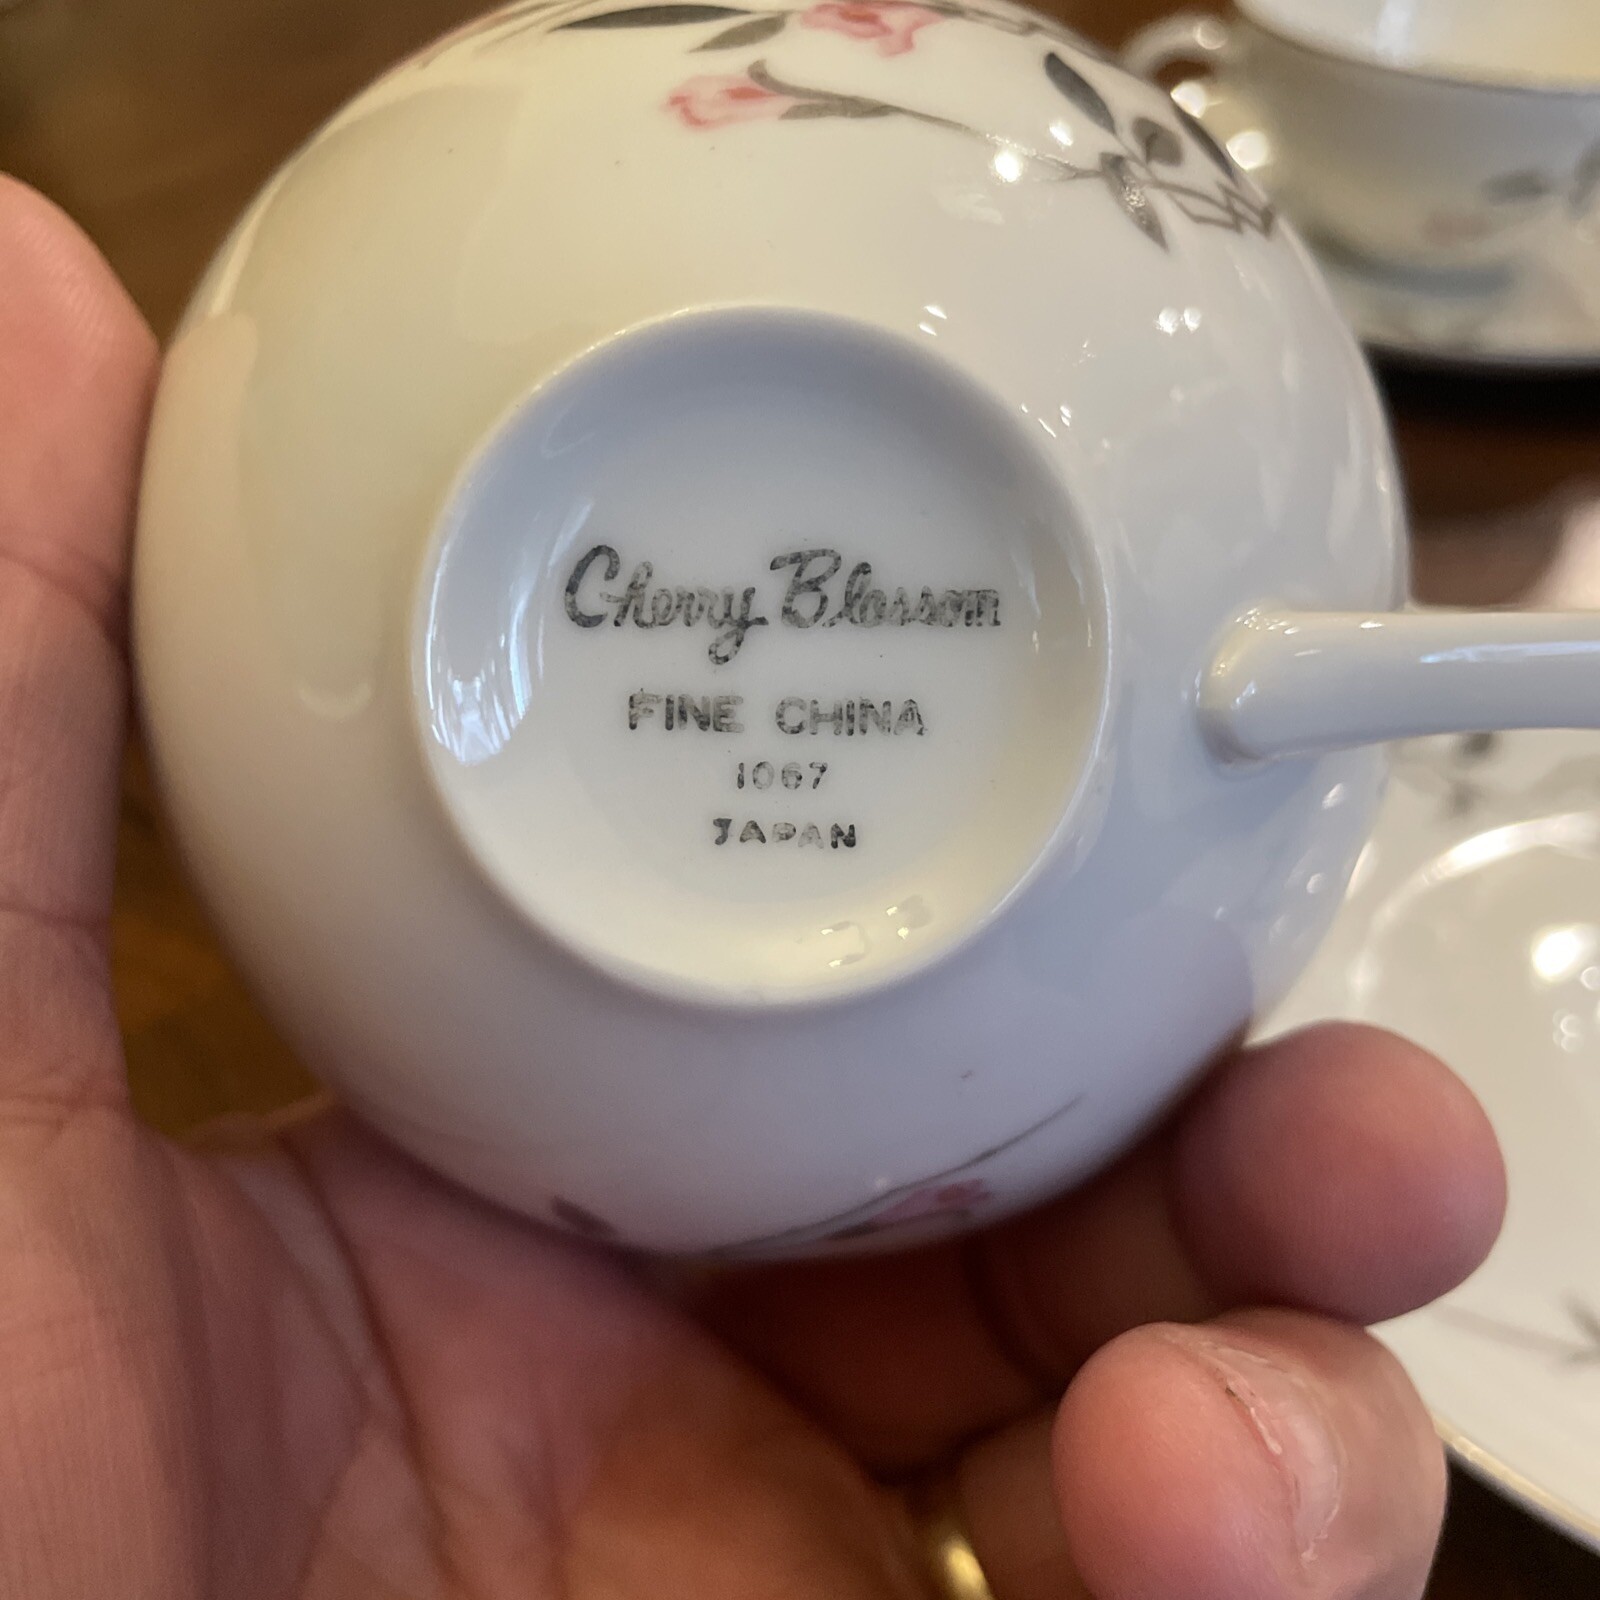 Cherry Blossom
FINE CHINA
1067
JAPAN